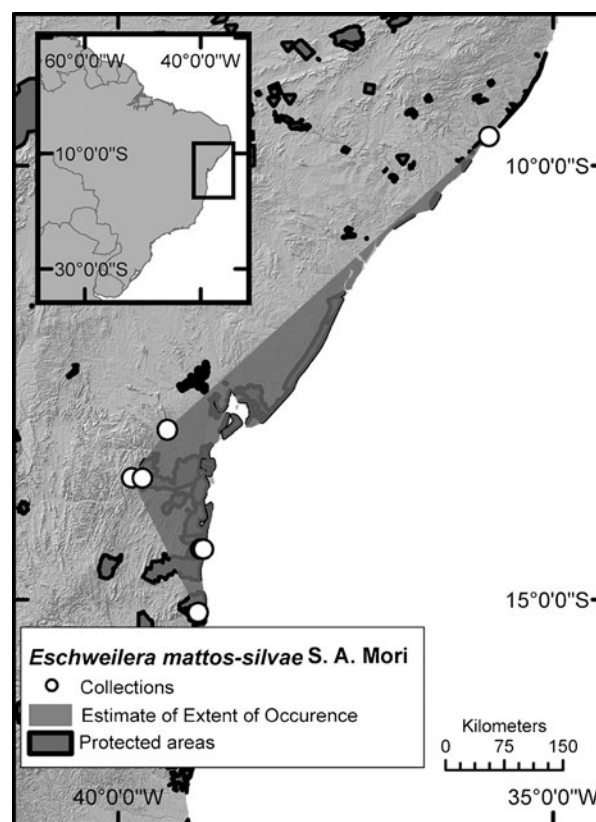 60°0'0"W 40°0'0"W
10°0'0"S
10°0'0"S
30°0'0"S
15°0'0"S
Eschweilera mattos-silvae S. A. Mori
Collections
Estimate of Extent of Occurence
Protected areas
Kilometers
0 75 150
40°0'0"W 35°0'0"W